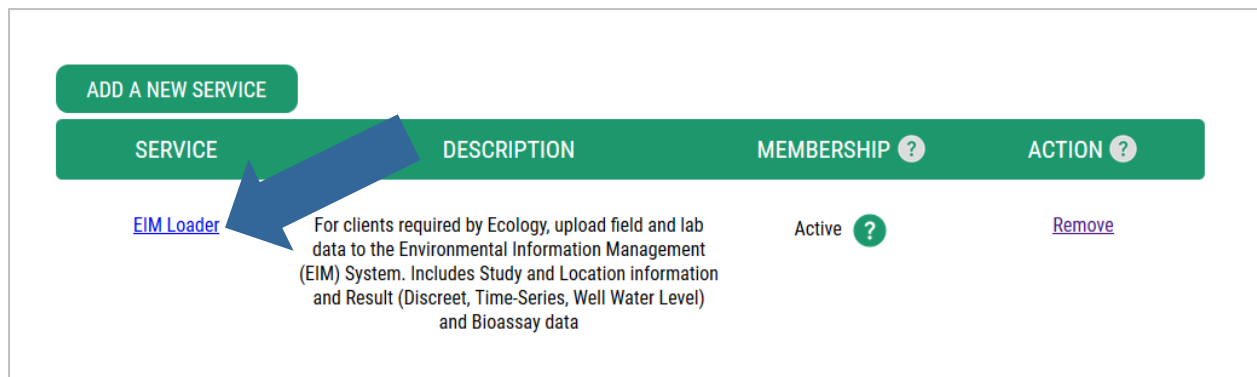 ADD A NEW SERVICE
SERVICE DESCRIPTION MEMBERSHIP ? ACTION ?
EIM Loader For clients required by Ecology, upload field and lab Active ? Remove
data to the Environmental Information Management
(EIM) System. Includes Study and Location information
and Result (Discreet, Time-Series, Well Water Level)
and Bioassay data